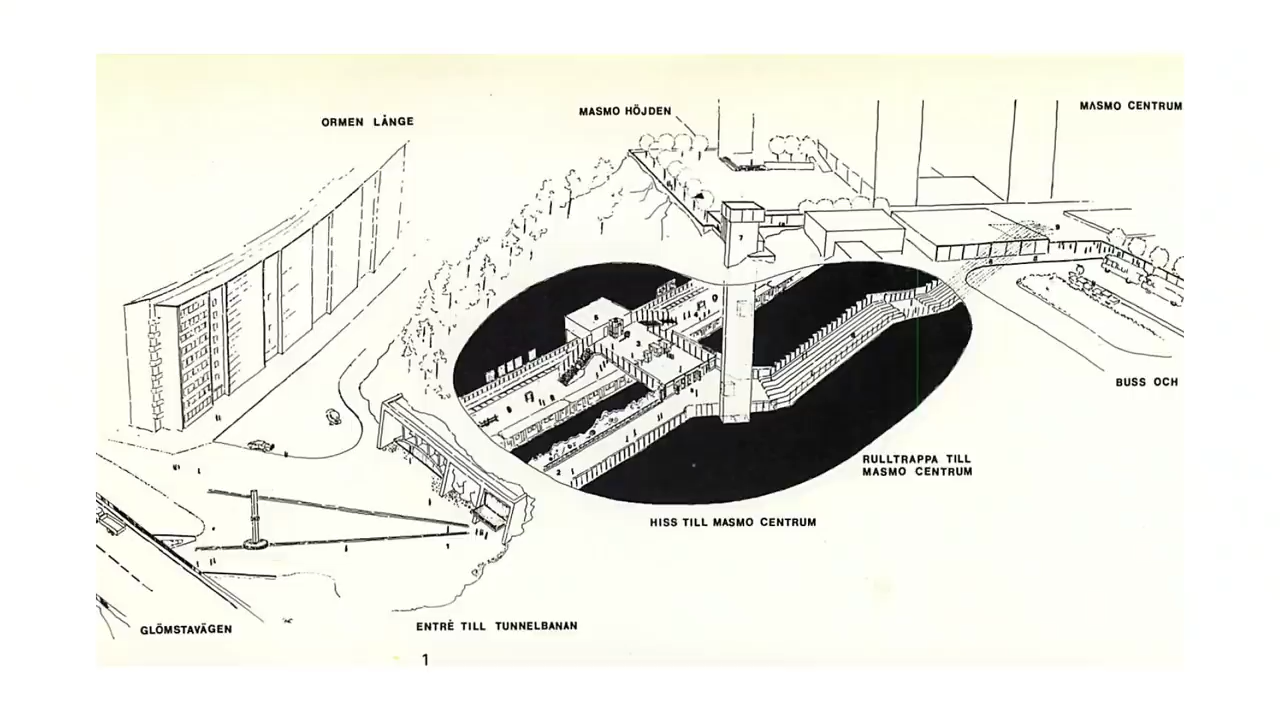 ORMEN LÅNGE
MASMO HÖJDEN
MASMO CENTRUM
BUSS OCH
RULLTRAPPA TILL
MASMO CENTRUM
HISS TILL MASMO CENTRUM
GLÖMSTAVÄGEN
ENTRÉ TILL TUNNELBANAN
1